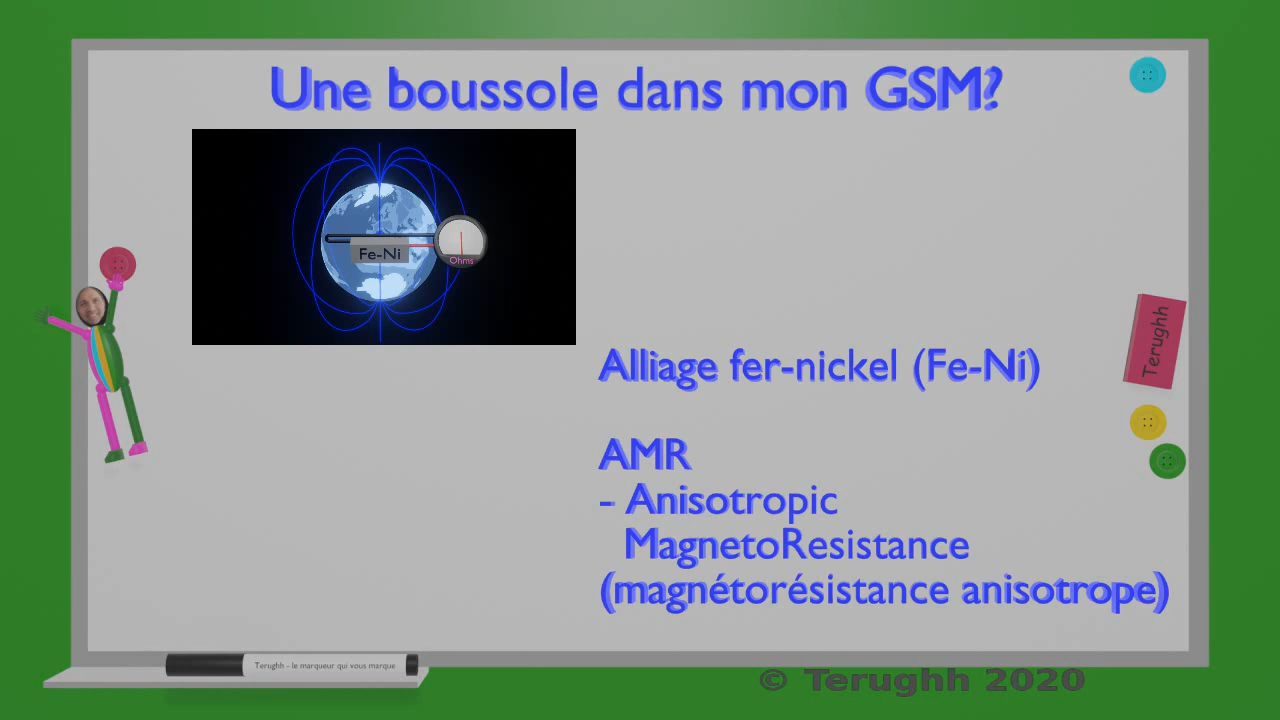 Une boussole dans mon GSM?
Fe-Ni
Ohms
Terughh
Alliage fer-nickel (Fe-Ni)
AMR
- Anisotropic
MagnetoResistance
(magnétorésistance anisotrope)
Terughh - le marqueur qui vous marque
© Terughh 2020